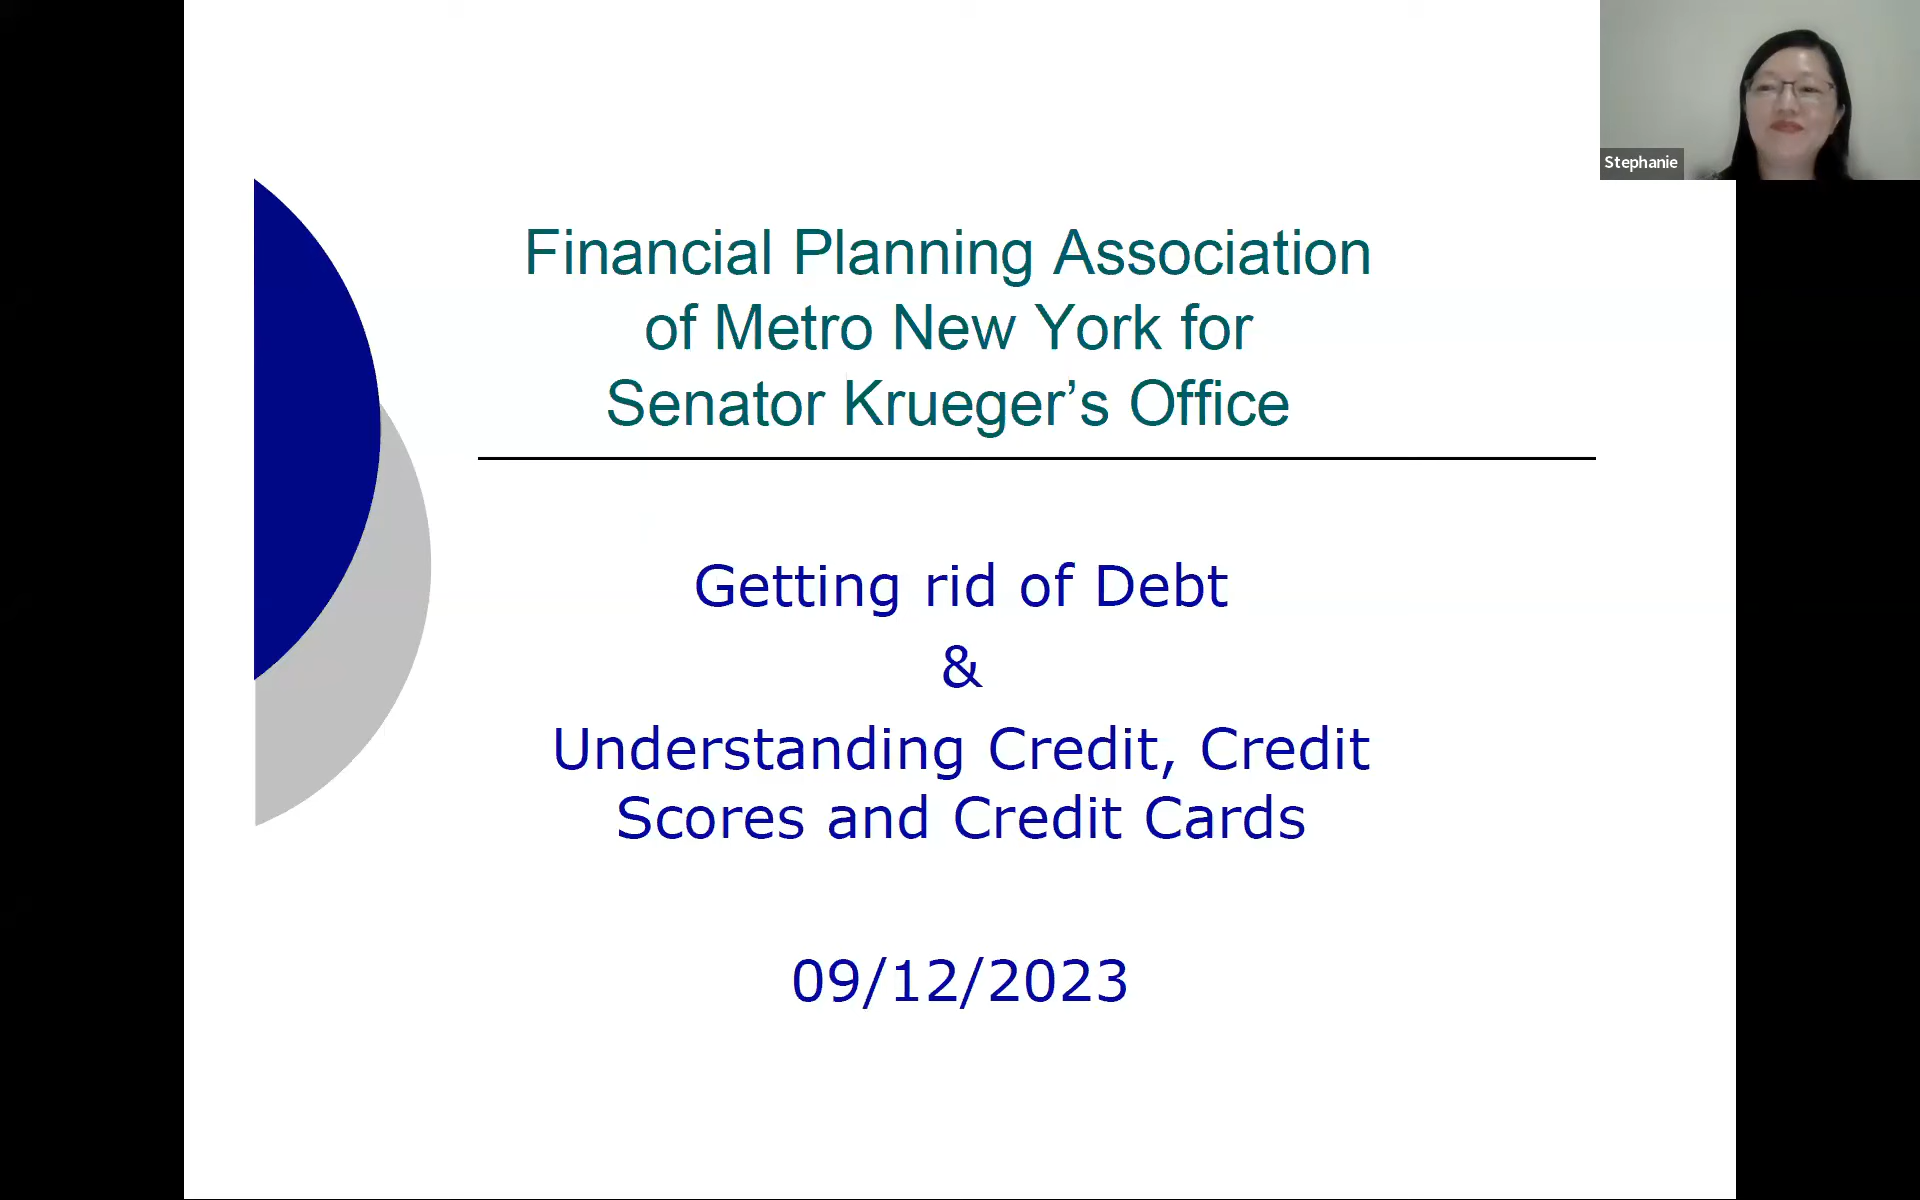 Stephanie
Financial Planning Association
of Metro New York for
Senator Krueger’s Office
Getting rid of Debt
&
Understanding Credit, Credit
Scores and Credit Cards
09/12/2023